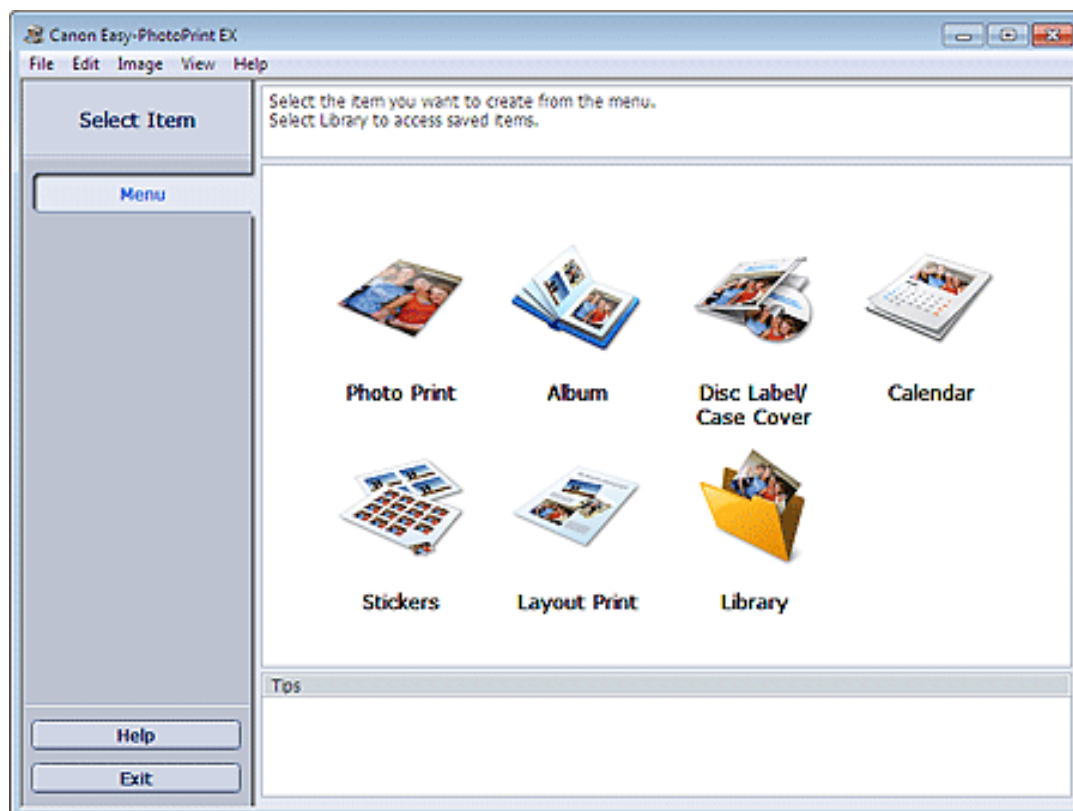 Canon Easy-PhotoPrint EX
File Edit Image View Help
Select Item
Select the item you want to create from the menu.
Select Library to access saved items.
Menu
Photo Print
Album
Disc Label/
Case Cover
Calendar
Stickers
Layout Print
Library
Tips
Help
Exit